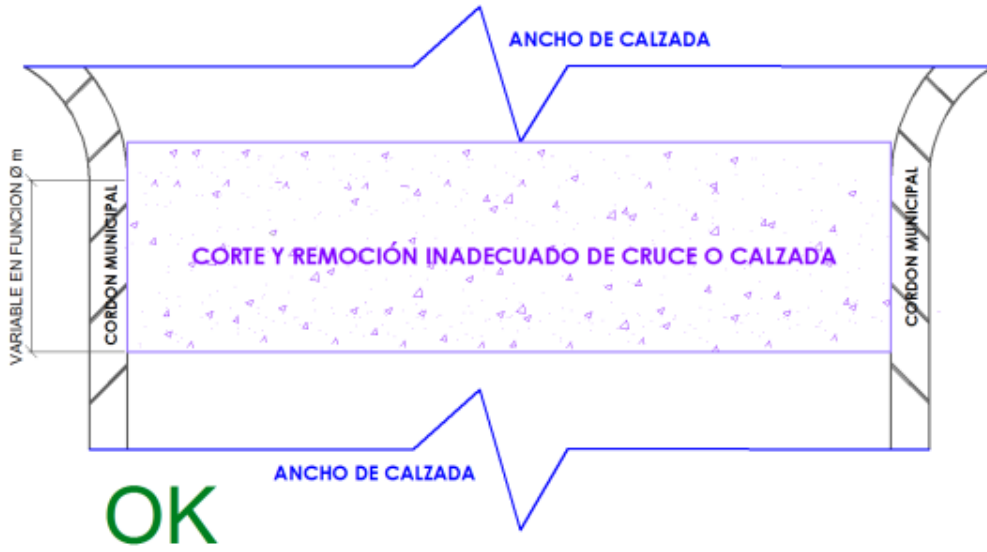 ANCHO DE CALZADA
VARIABLE EN FUNCION Ø m
CORDON MUNICIPAL
CORTE Y REMOCIÓN INADECUADO DE CRUCE O CALZADA
CORDON MUNICIPAL
ANCHO DE CALZADA
OK